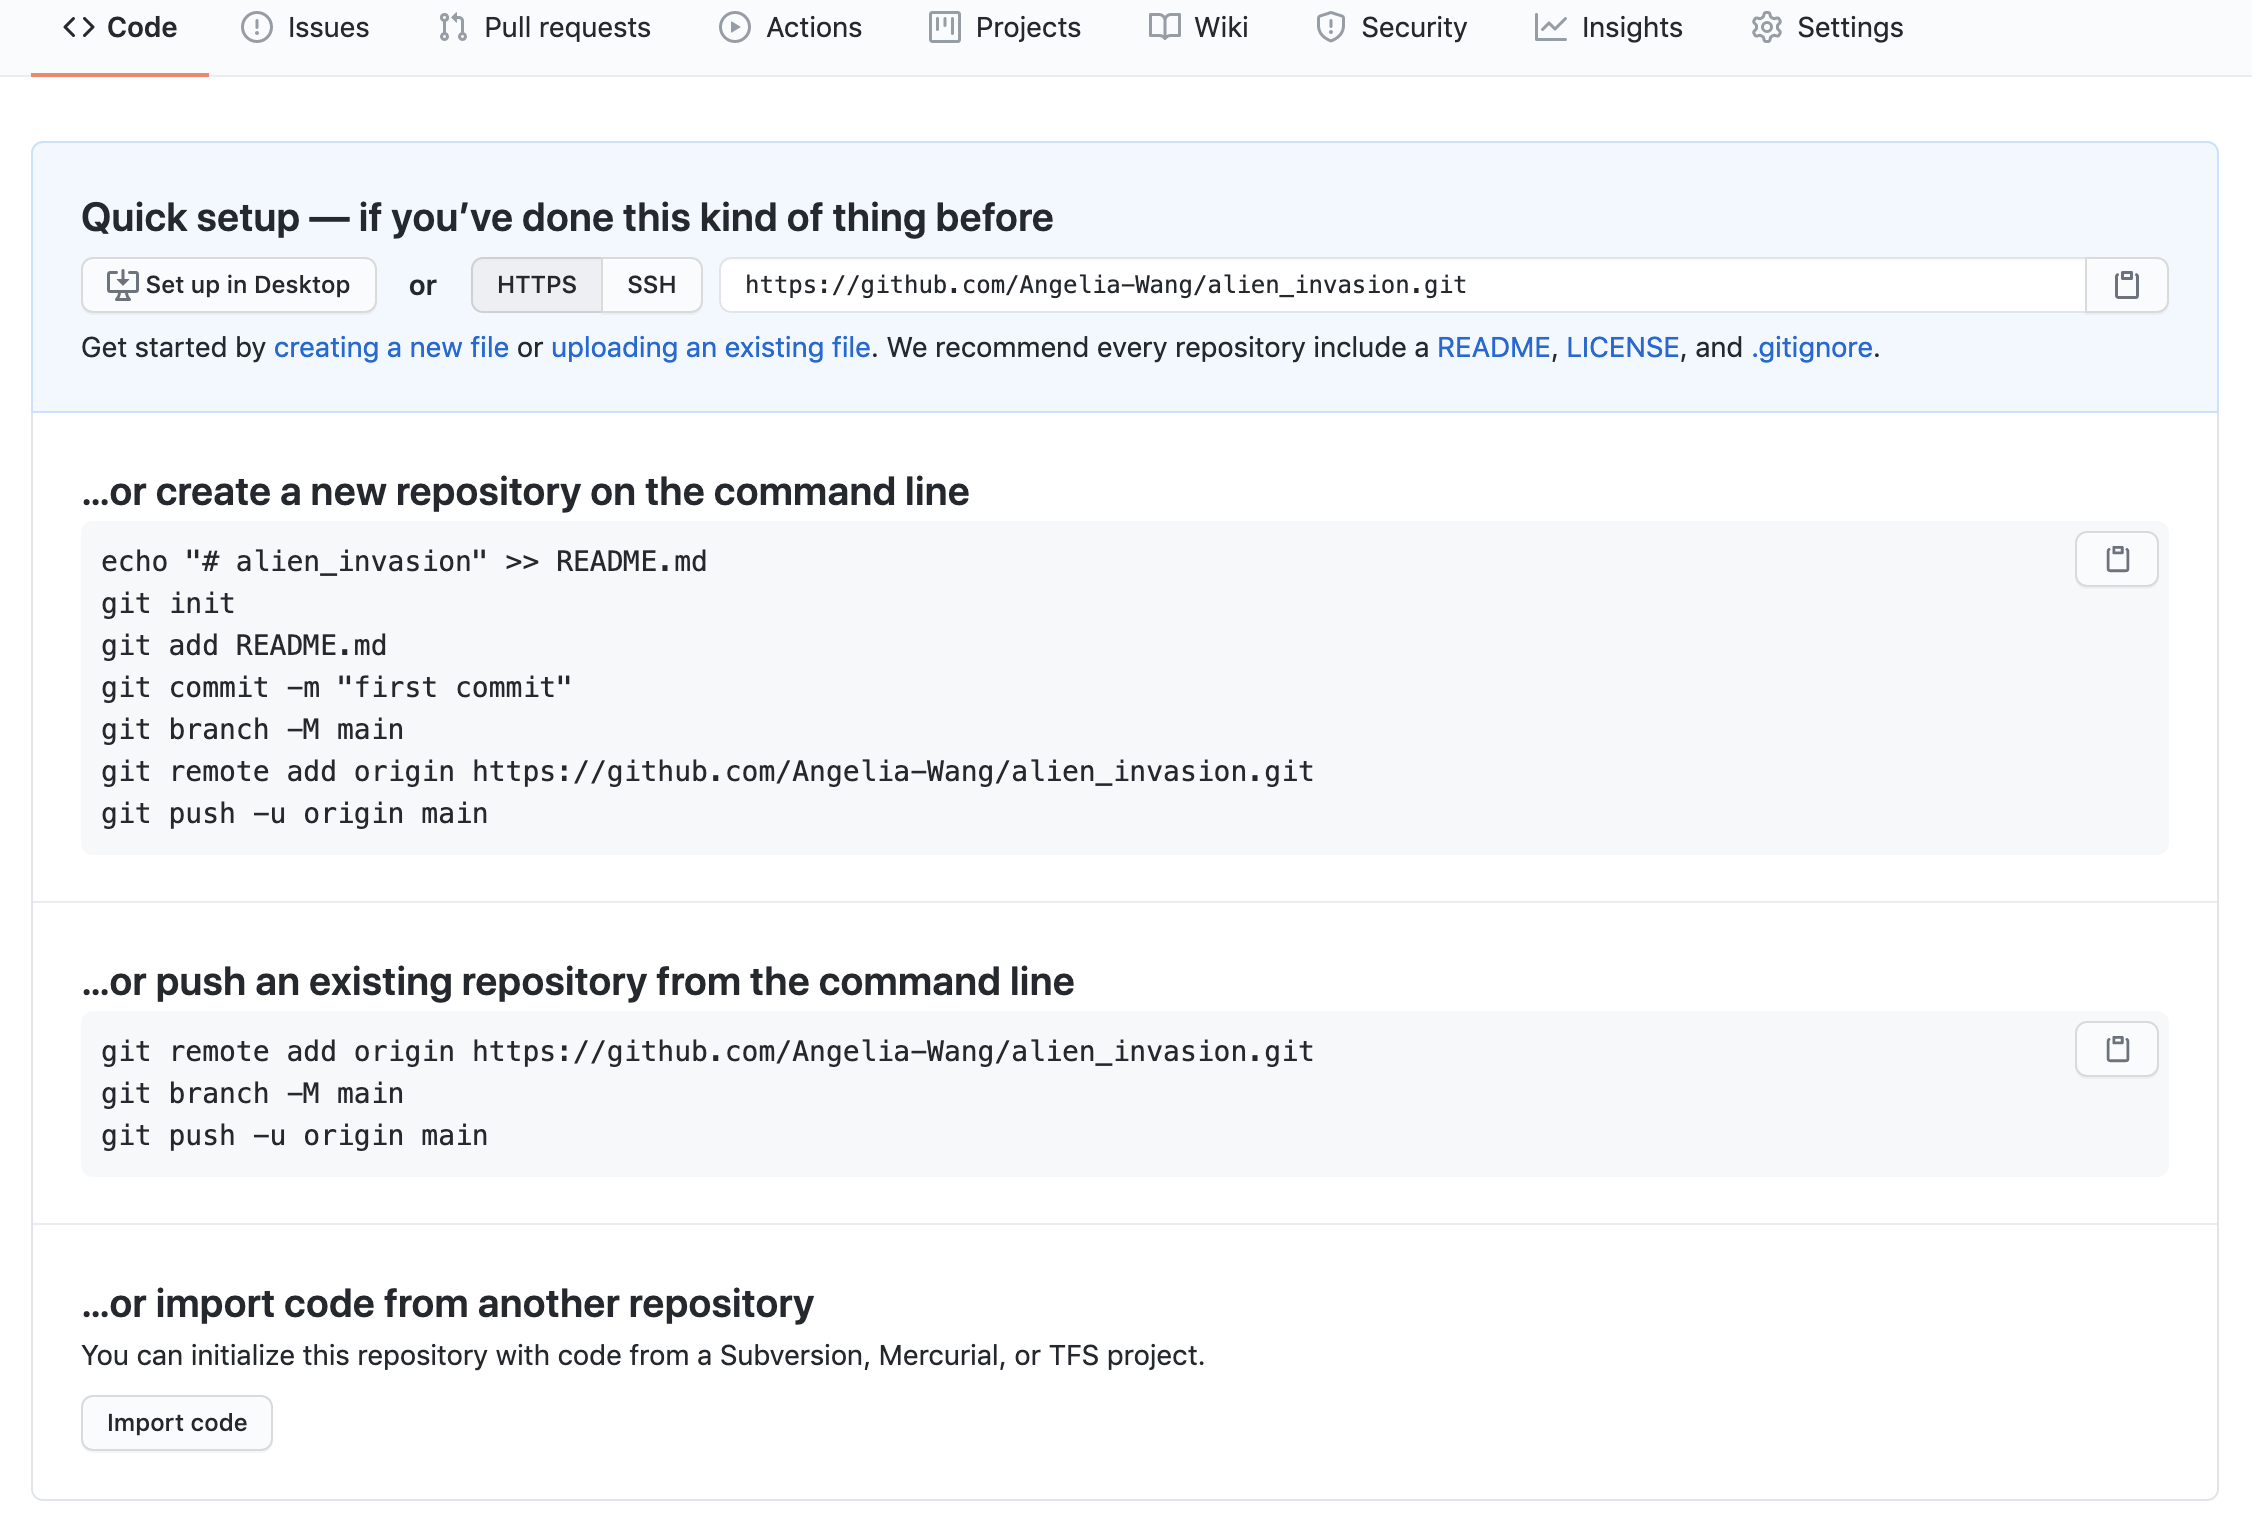 Code Issues Pull requests Actions Projects Wiki Security Insights Settings
Quick setup — if you’ve done this kind of thing before
Set up in Desktop or HTTPS SSH https://github.com/Angelia-Wang/alien_invasion.git
Get started by creating a new file or uploading an existing file. We recommend every repository include a README, LICENSE, and .gitignore.
…or create a new repository on the command line
echo "# alien_invasion" >> README.md
git init
git add README.md
git commit -m "first commit"
git branch -M main
git remote add origin https://github.com/Angelia-Wang/alien_invasion.git
git push -u origin main
…or push an existing repository from the command line
git remote add origin https://github.com/Angelia-Wang/alien_invasion.git
git branch -M main
git push -u origin main
…or import code from another repository
You can initialize this repository with code from a Subversion, Mercurial, or TFS project.
Import code